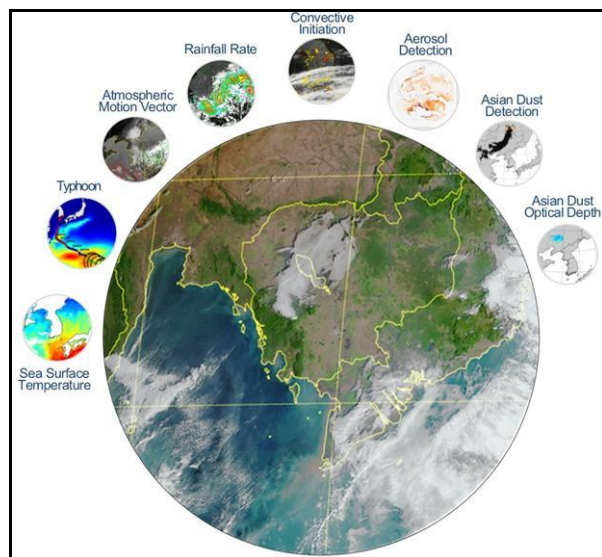 Convective
Initiation
Rainfall Rate
Aerosol
Detection
Atmospheric
Motion Vector
Asian Dust
Detection
Typhoon
Asian Dust
Optical Depth
Sea Surface
Temperature